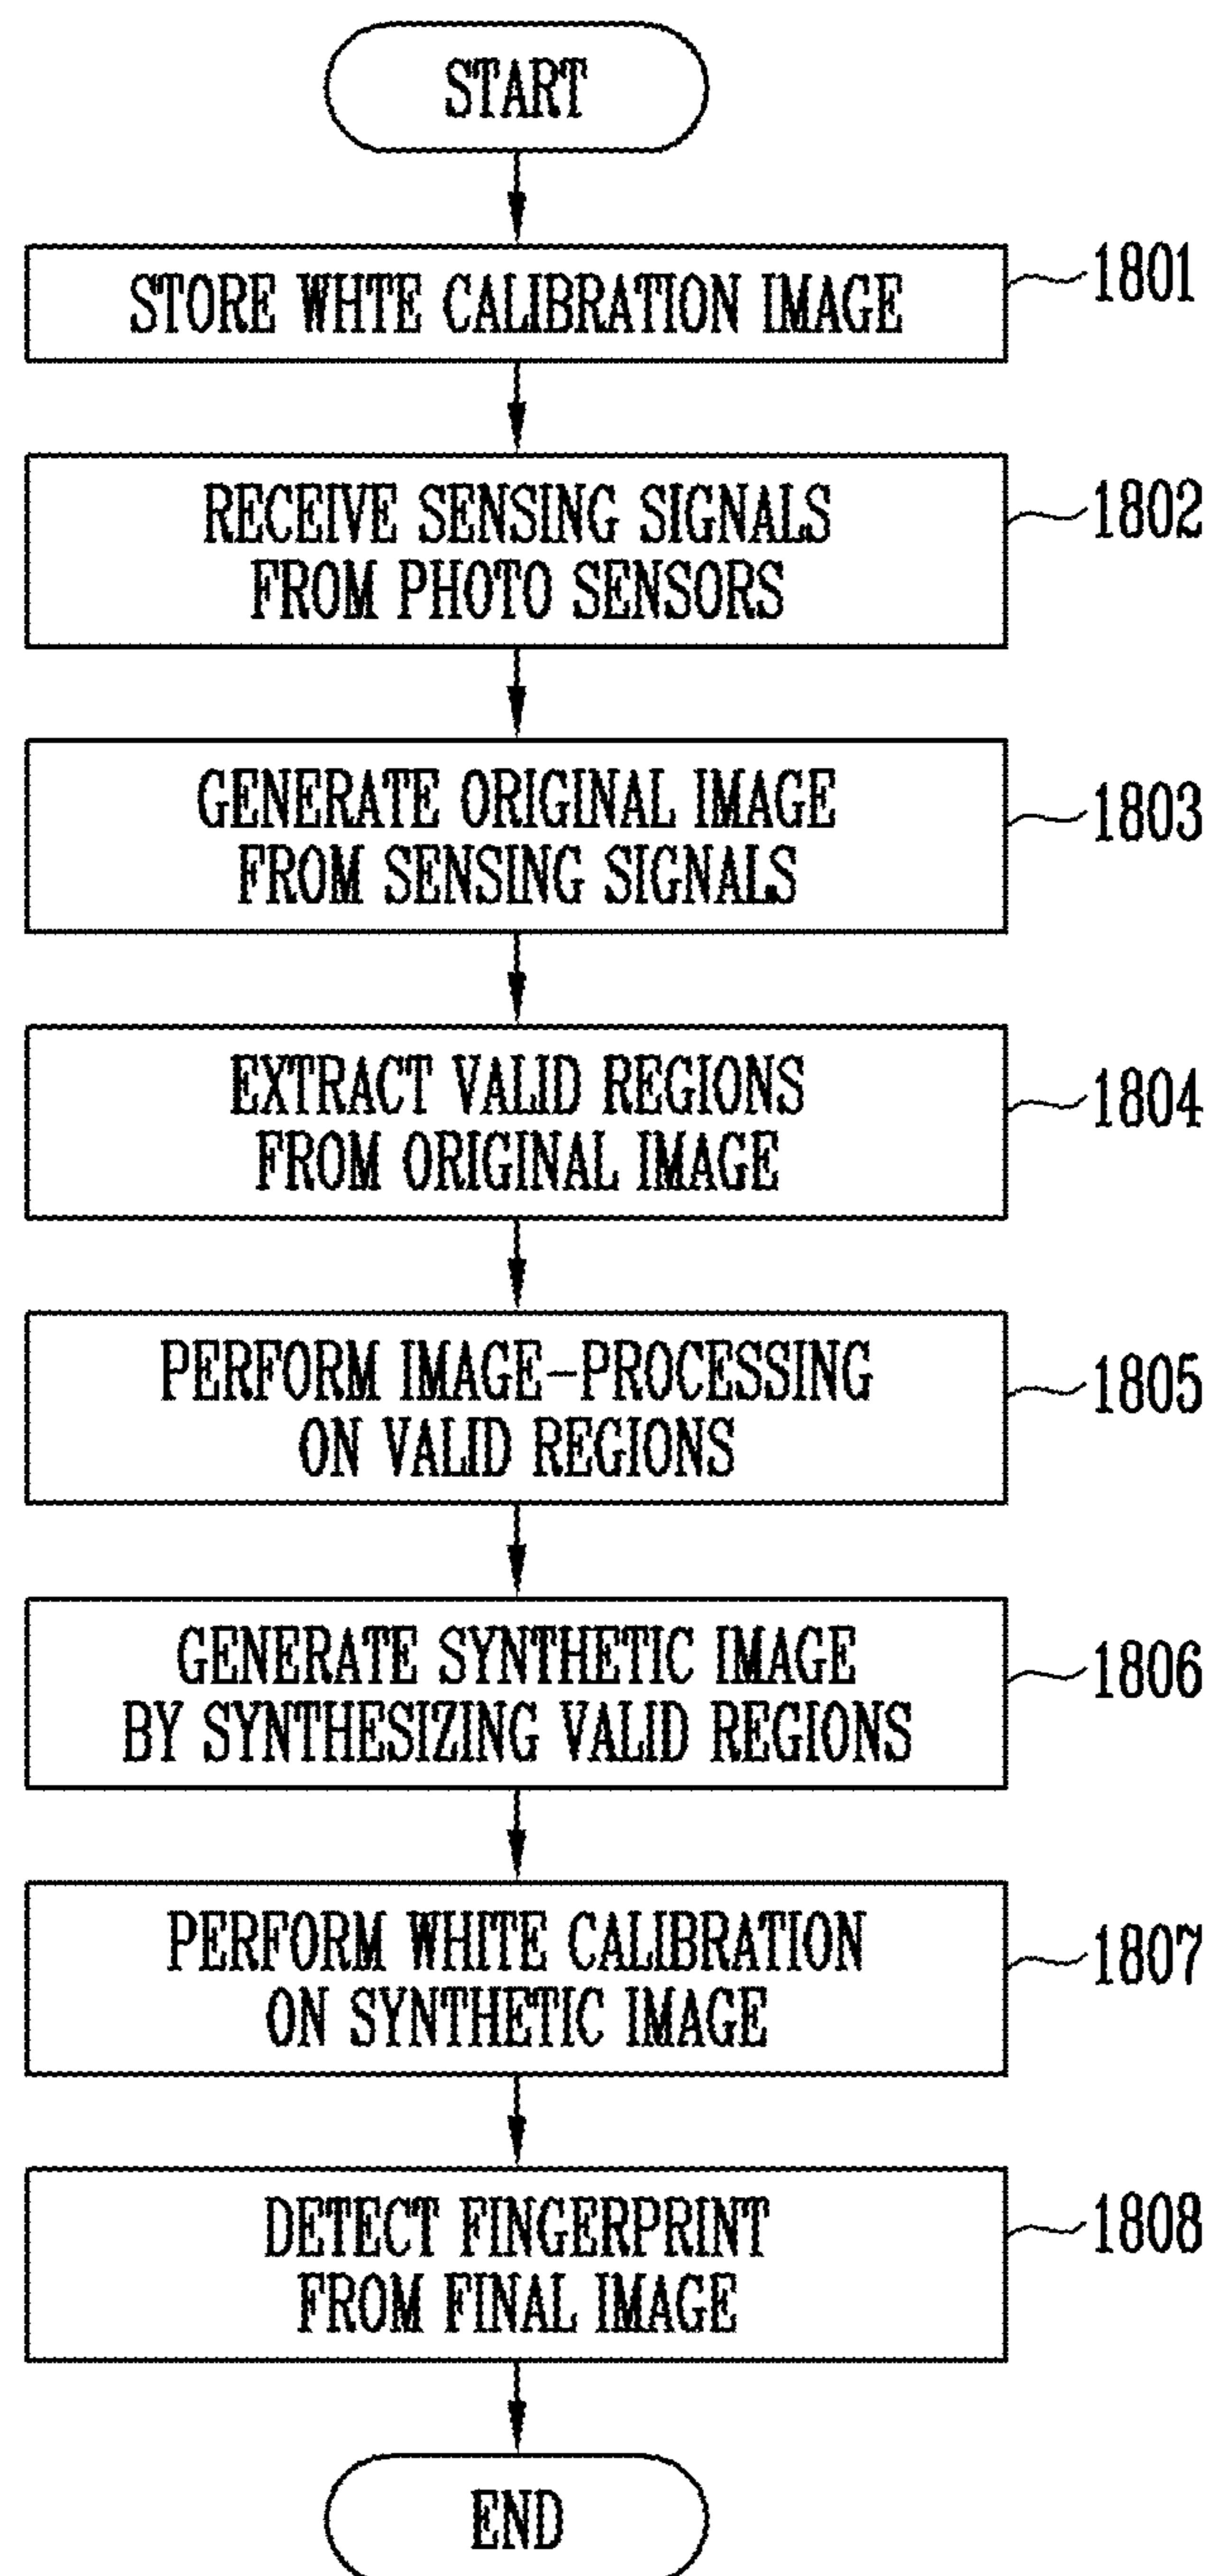 START
STORE WHTE CALIBRATION IMAGE
1801
RECEIVE SENSING SIGNALS
FROM PHOTO SENSORS
1802
GENERATE ORIGINAL IMAGE
FROM SENSING SIGNALS
1803
EXTRACT VALID REGIONS
FROM ORIGINAL IMAGE
1804
PERFORM IMAGE-PROCESSING
ON VALID REGIONS
1805
GENERATE SYNTHETIC IMAGE
BY SYNTHESIZING VALID REGIONS
1806
PERFORM WHITE CALIBRATION
ON SYNTHETIC IMAGE
1807
DETECT FINGERPRINT
FROM FINAL IMAGE
1808
END